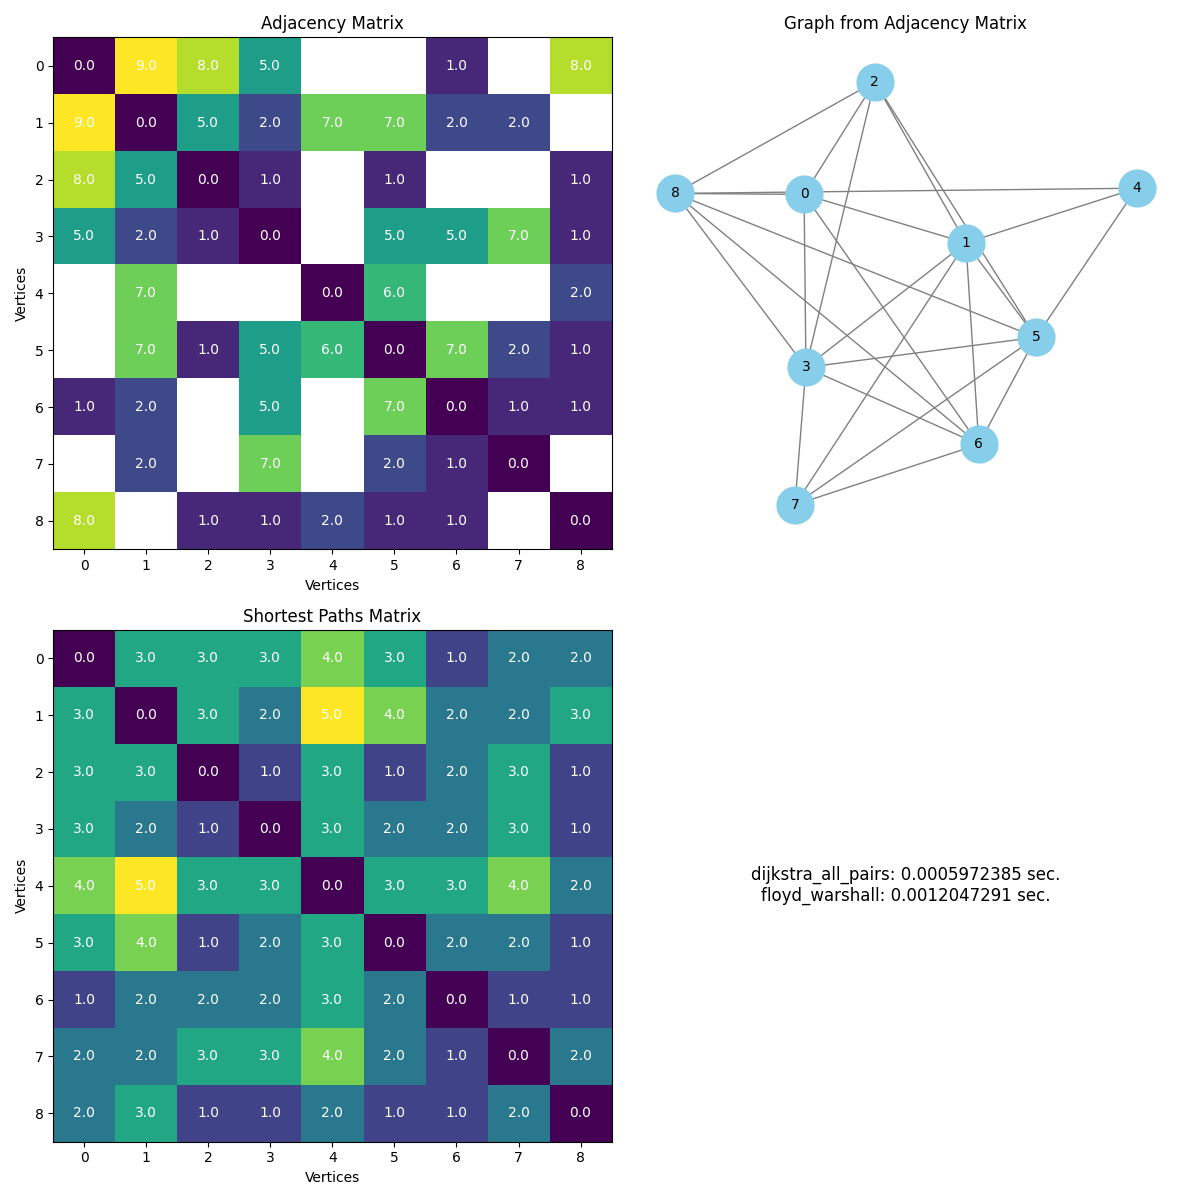 Adjacency Matrix
0 0.0 9.0 8.0 5.0 1.0 8.0
1 9.0 0.0 5.0 2.0 7.0 7.0 2.0 2.0
2 8.0 5.0 0.0 1.0 1.0 1.0
3 5.0 2.0 1.0 0.0 5.0 5.0 7.0 1.0
4 7.0 0.0 6.0 2.0
5 7.0 1.0 5.0 6.0 0.0 7.0 2.0 1.0
6 1.0 2.0 5.0 7.0 0.0 1.0 1.0
7 2.0 7.0 2.0 1.0 0.0
8 8.0 1.0 1.0 2.0 1.0 1.0 0.0
Vertices
0 1 2 3 4 5 6 7 8
Vertices
Graph from Adjacency Matrix
2
8 0 4
1
5
3
6
7
Shortest Paths Matrix
0 0.0 3.0 3.0 3.0 4.0 3.0 1.0 2.0 2.0
1 3.0 0.0 3.0 2.0 5.0 4.0 2.0 2.0 3.0
2 3.0 3.0 0.0 1.0 3.0 1.0 2.0 3.0 1.0
3 3.0 2.0 1.0 0.0 3.0 2.0 2.0 3.0 1.0
4 4.0 5.0 3.0 3.0 0.0 3.0 3.0 4.0 2.0
5 3.0 4.0 1.0 2.0 3.0 0.0 2.0 2.0 1.0
6 1.0 2.0 2.0 2.0 3.0 2.0 0.0 1.0 1.0
7 2.0 2.0 3.0 3.0 4.0 2.0 1.0 0.0 2.0
8 2.0 3.0 1.0 1.0 2.0 1.0 1.0 2.0 0.0
Vertices
0 1 2 3 4 5 6 7 8
Vertices
dijkstra_all_pairs: 0.0005972385 sec.
floyd_warshall: 0.0012047291 sec.